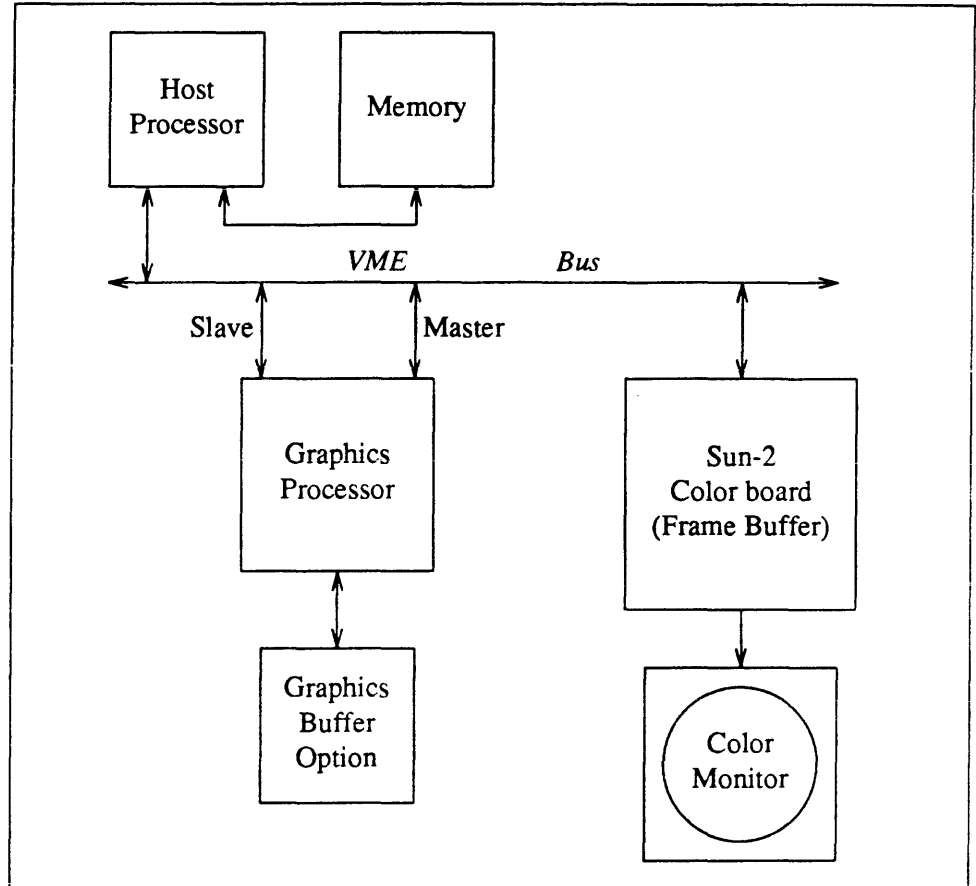 Host
Processor
Memory
VME Bus
Slave
Master
Graphics
Processor
Sun-2
Color board
(Frame Buffer)
Graphics
Buffer
Option
Color
Monitor